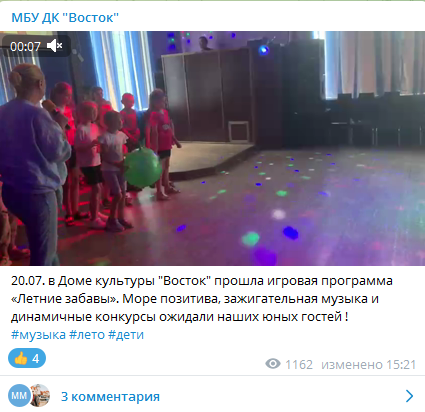 МБУ ДК "Восток"
00:07
20.07. в Доме культуры "Восток" прошла игровая программа
«Летние забавы». Море позитива, зажигательная музыка и
динамичные конкурсы ожидали наших юных гостей !
#музыка #лето #дети
👍 4
1162 изменено 15:21
ММ 3 комментария